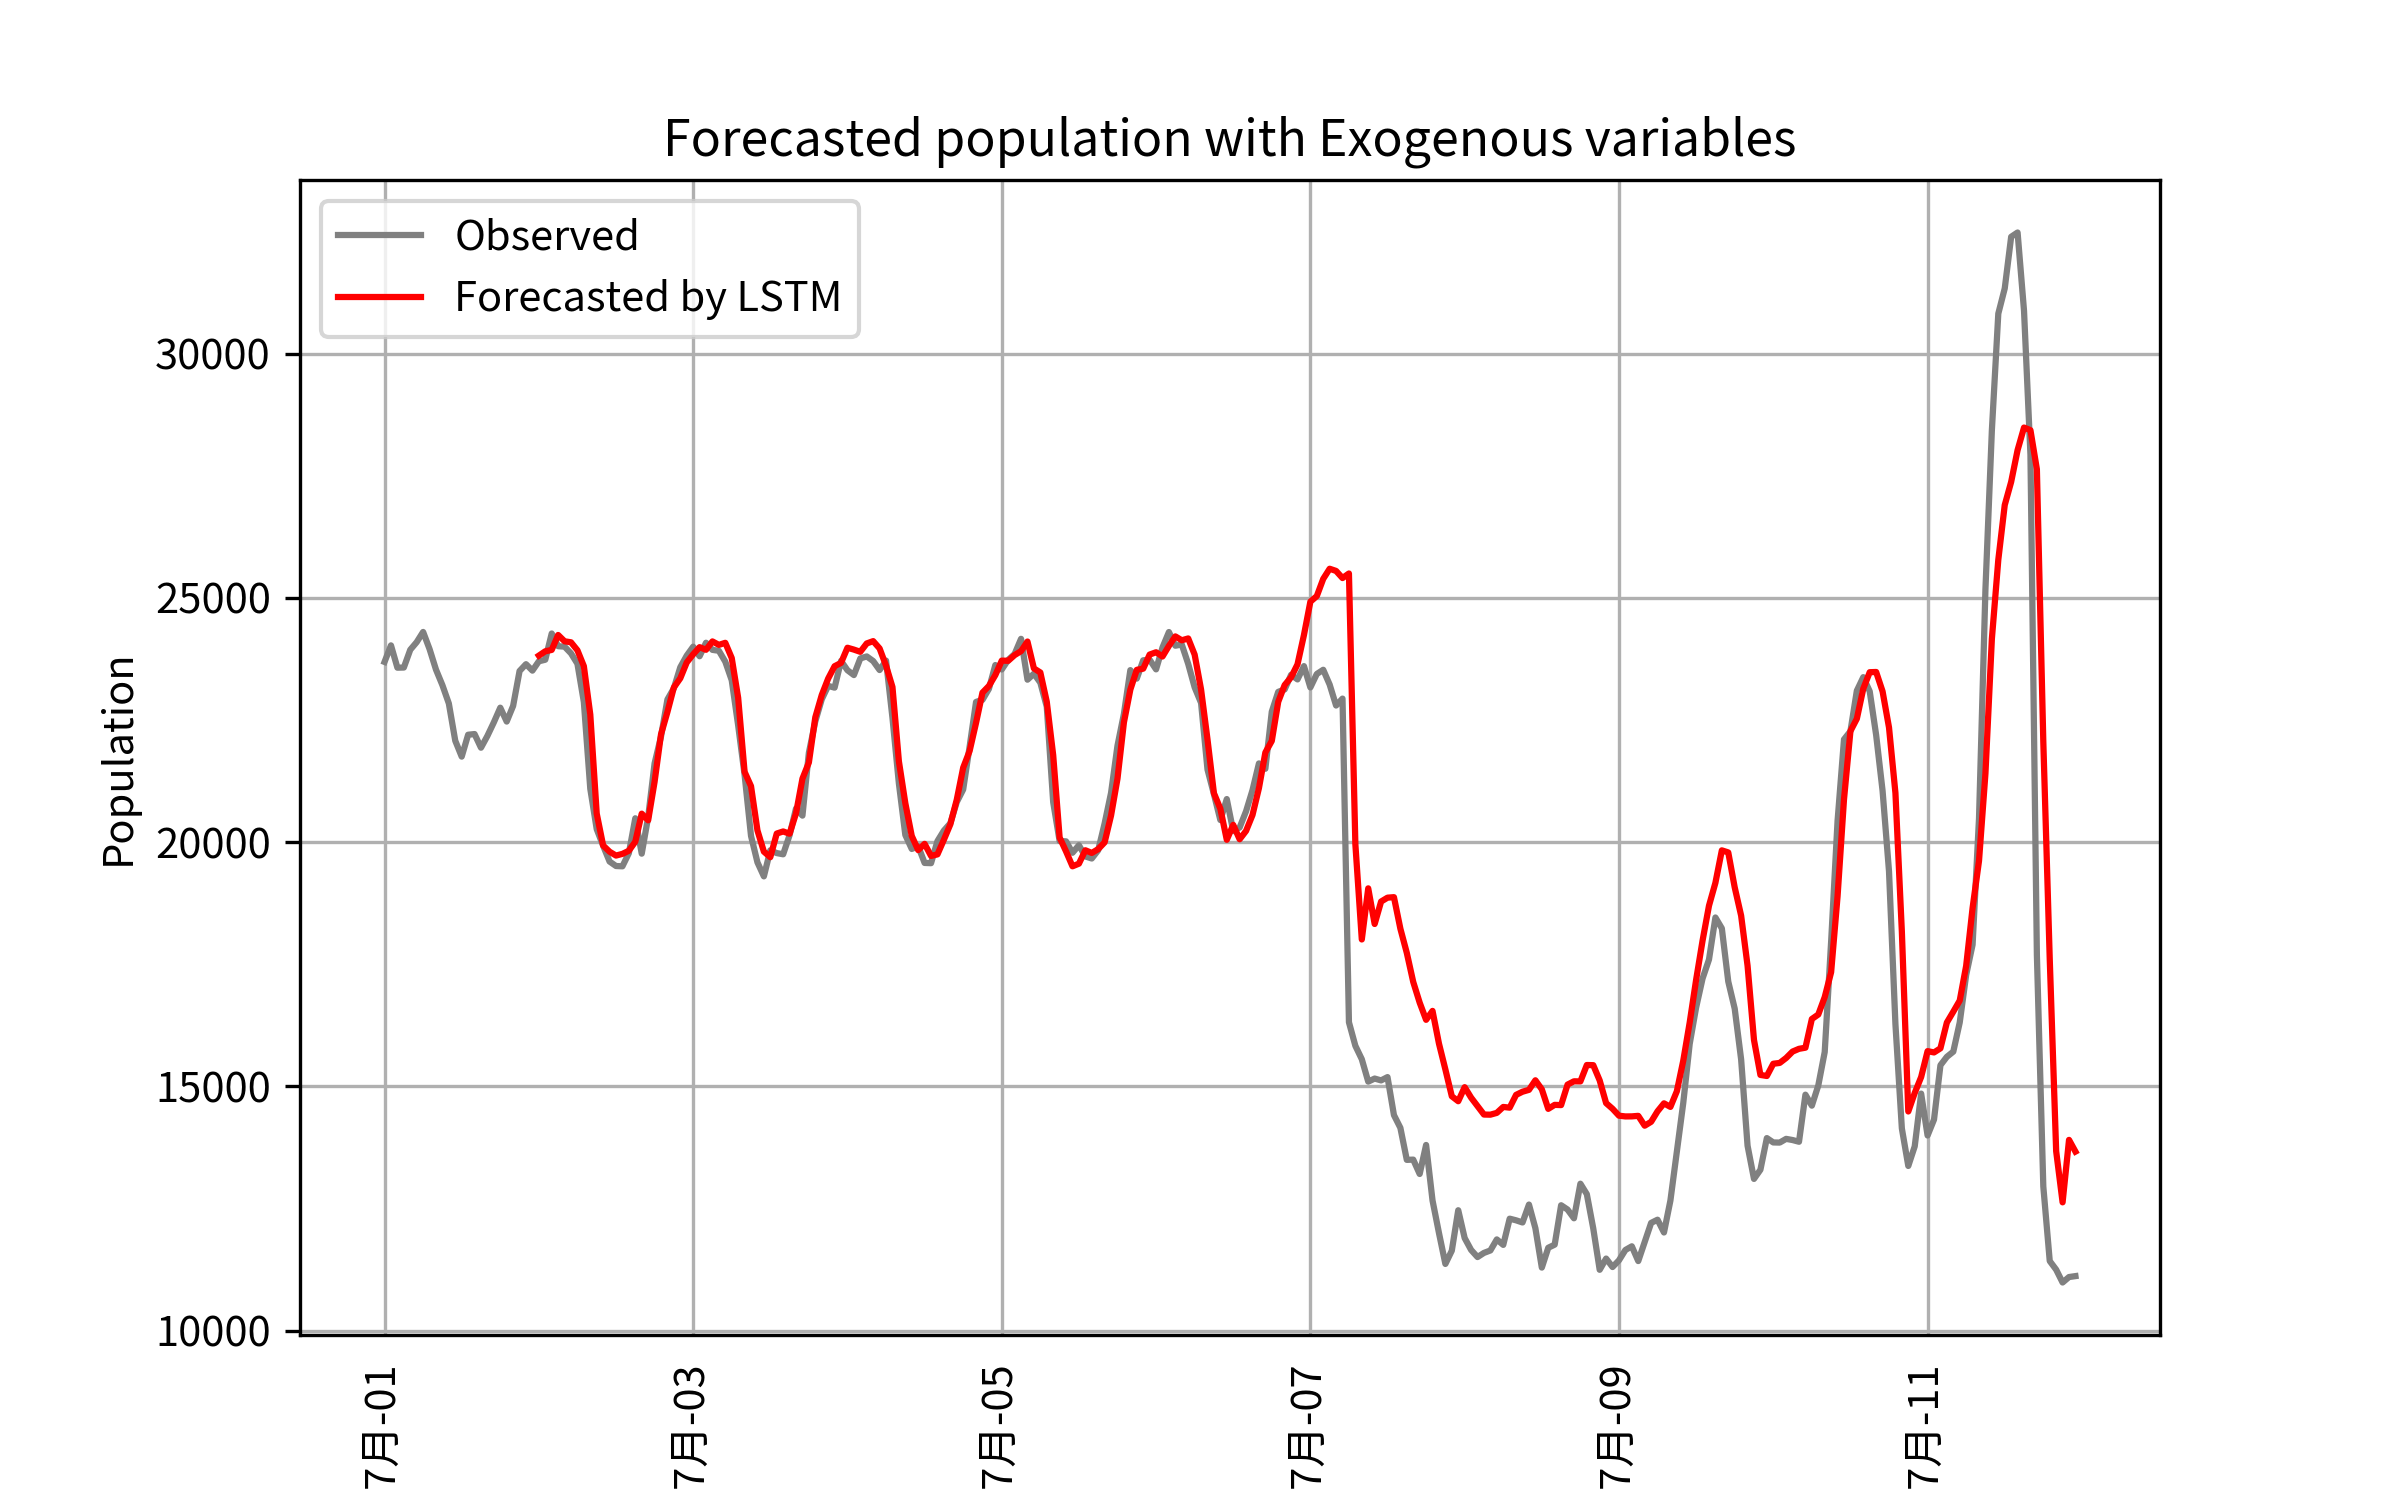 Forecasted population with Exogenous variables
Observed
Forecasted by LSTM
Population
30000
25000
20000
15000
10000
7月-01
7月-03
7月-05
7月-07
7月-09
7月-11